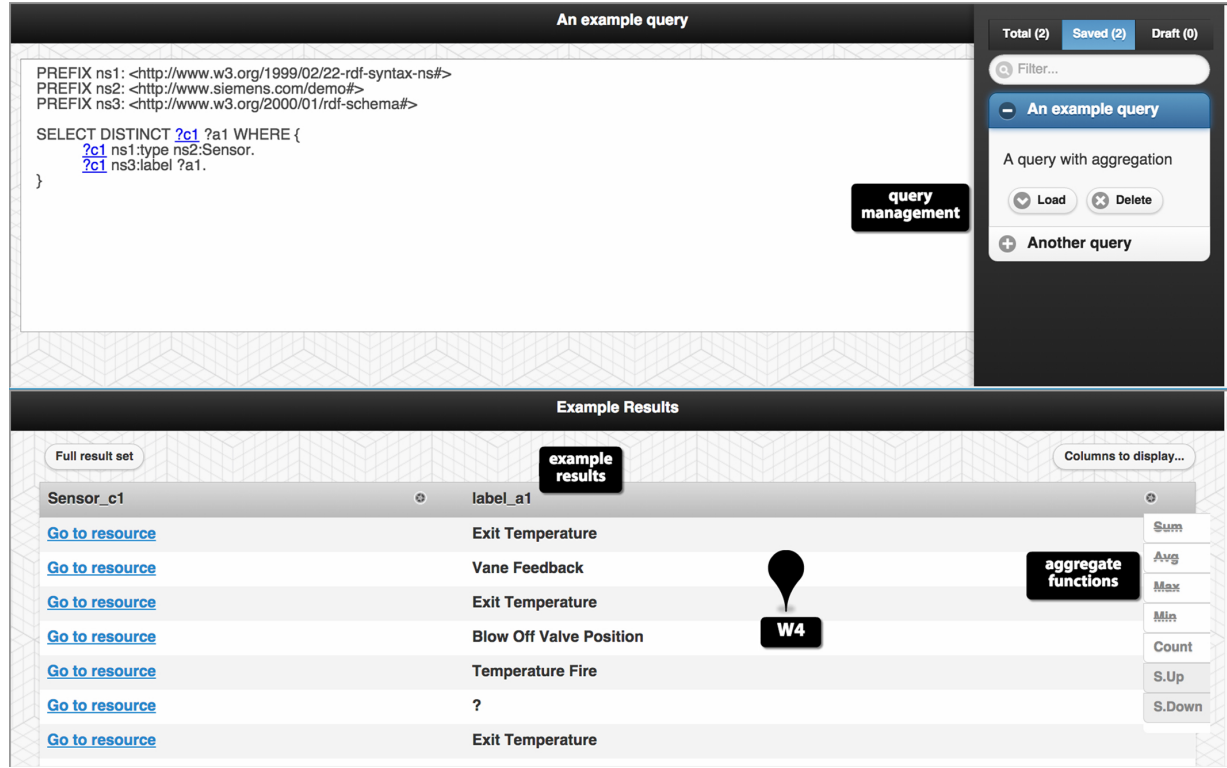 An example query
PREFIX ns1: <http://www.w3.org/1999/02/22-rdf-syntax-ns#>
PREFIX ns2: <http://www.siemens.com/demo#>
PREFIX ns3: <http://www.w3.org/2000/01/rdf-schema#>
SELECT DISTINCT ?c1 ?a1 WHERE {
?c1 ns1:type ns2:Sensor.
?c1 ns3:label ?a1.
}
query
management
Total (2) Saved (2) Draft (0)
Filter...
An example query
A query with aggregation
Load Delete
Another query
Example Results
Full result set
example
results
Columns to display...
Sensor_c1 label_a1
Go to resource Exit Temperature
Go to resource Vane Feedback
Go to resource Exit Temperature
Go to resource Blow Off Valve Position
Go to resource Temperature Fire
Go to resource ?
Go to resource Exit Temperature
W4
aggregate
functions
Sum
Avg
Max
Min
Count
S.Up
S.Down